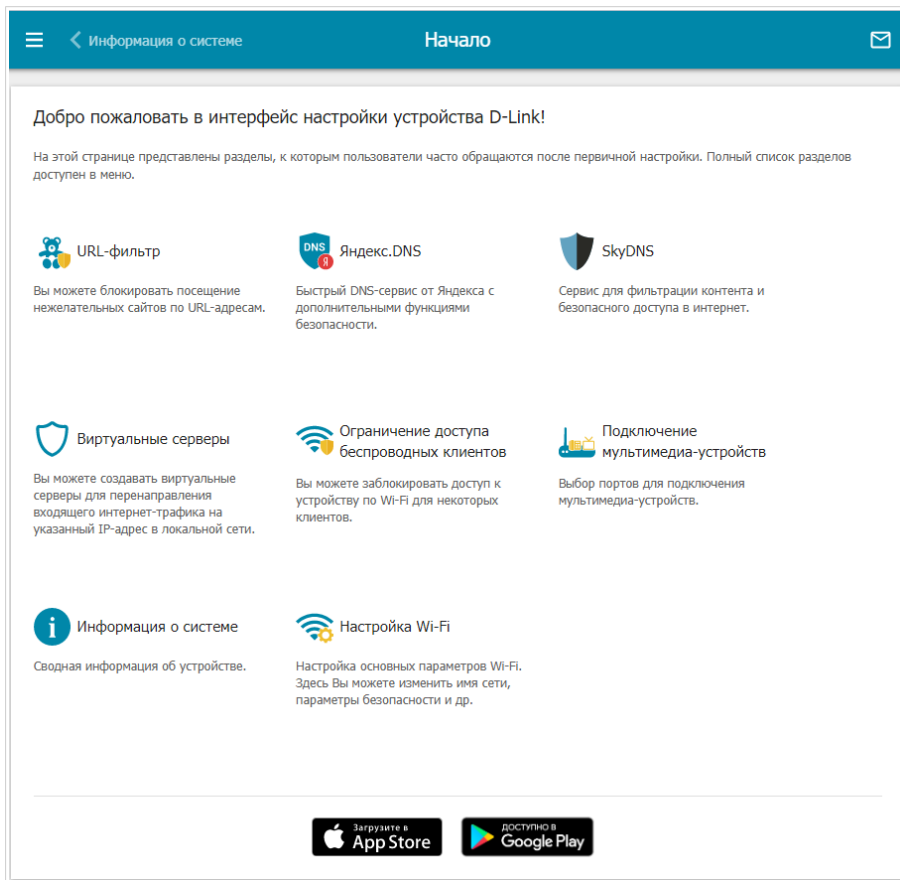 Информация о системе
Начало
Добро пожаловать в интерфейс настройки устройства D-Link!
На этой странице представлены разделы, к которым пользователи часто обращаются после первичной настройки. Полный список разделов
доступен в меню.
URL-фильтр
Вы можете блокировать посещение
нежелательных сайтов по URL-адресам.
DNS
Я
Яндекс.DNS
Быстрый DNS-сервис от Яндекса с
дополнительными функциями
безопасности.
SkyDNS
Сервис для фильтрации контента и
безопасного доступа в интернет.
Виртуальные серверы
Вы можете создавать виртуальные
серверы для перенаправления
входящего интернет-трафика на
указанный IP-адрес в локальной сети.
Ограничение доступа
беспроводных клиентов
Вы можете заблокировать доступ к
устройству по Wi-Fi для некоторых
клиентов.
Подключение
мультимедиа-устройств
Выбор портов для подключения
мультимедиа-устройств.
i
Информация о системе
Сводная информация об устройстве.
Настройка Wi-Fi
Настройка основных параметров Wi-Fi.
Здесь Вы можете изменить имя сети,
параметры безопасности и др.
Загрузите в
App Store
ДОСТУПНО В
Google Play